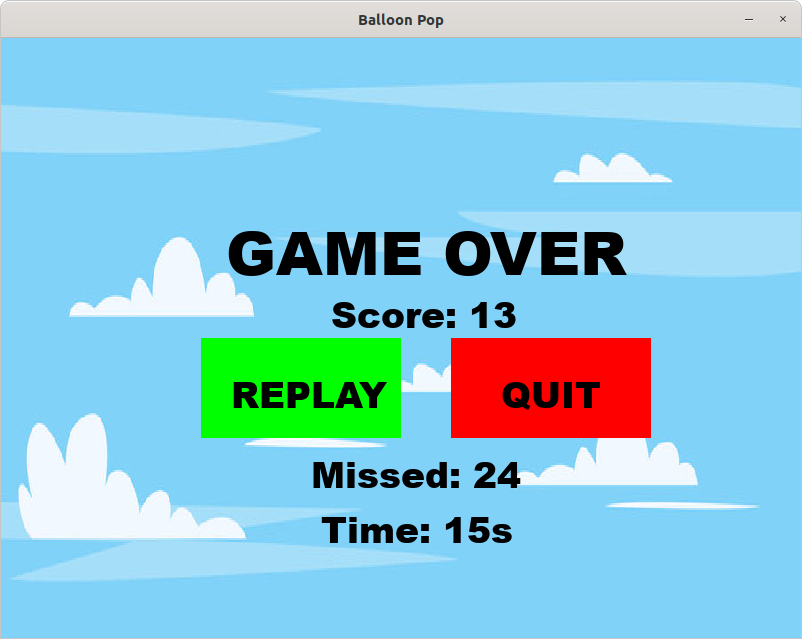 Balloon Pop
GAME OVER
Score: 13
REPLAY
QUIT
Missed: 24
Time: 15s